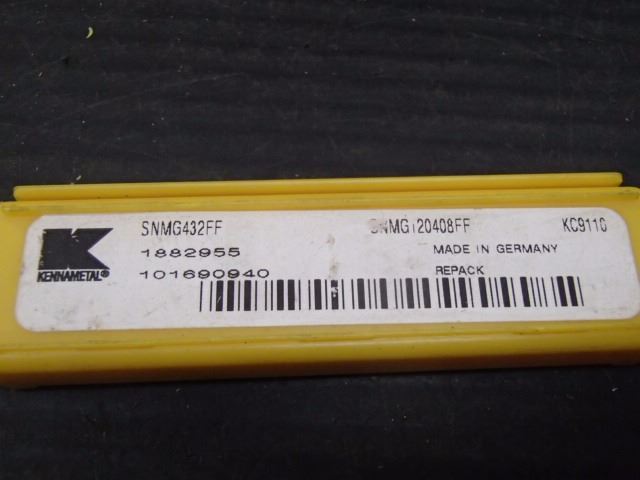 SNMG432FF SNMG120408FF KC9110
1882955 MADE IN GERMANY
101690940 REPACK
K
KENNAMETAL®